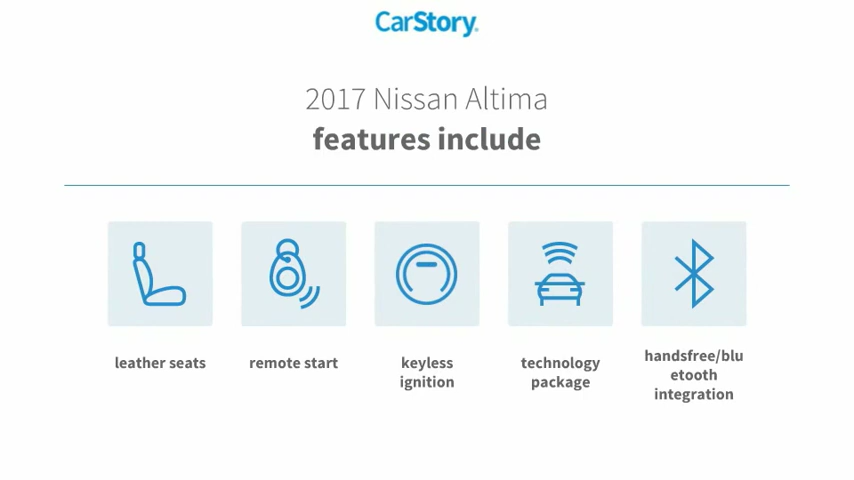 CarStory
2017 Nissan Altima
features include
leather seats
remote start
keyless
ignition
technology
package
handsfree/blu
etooth
integration